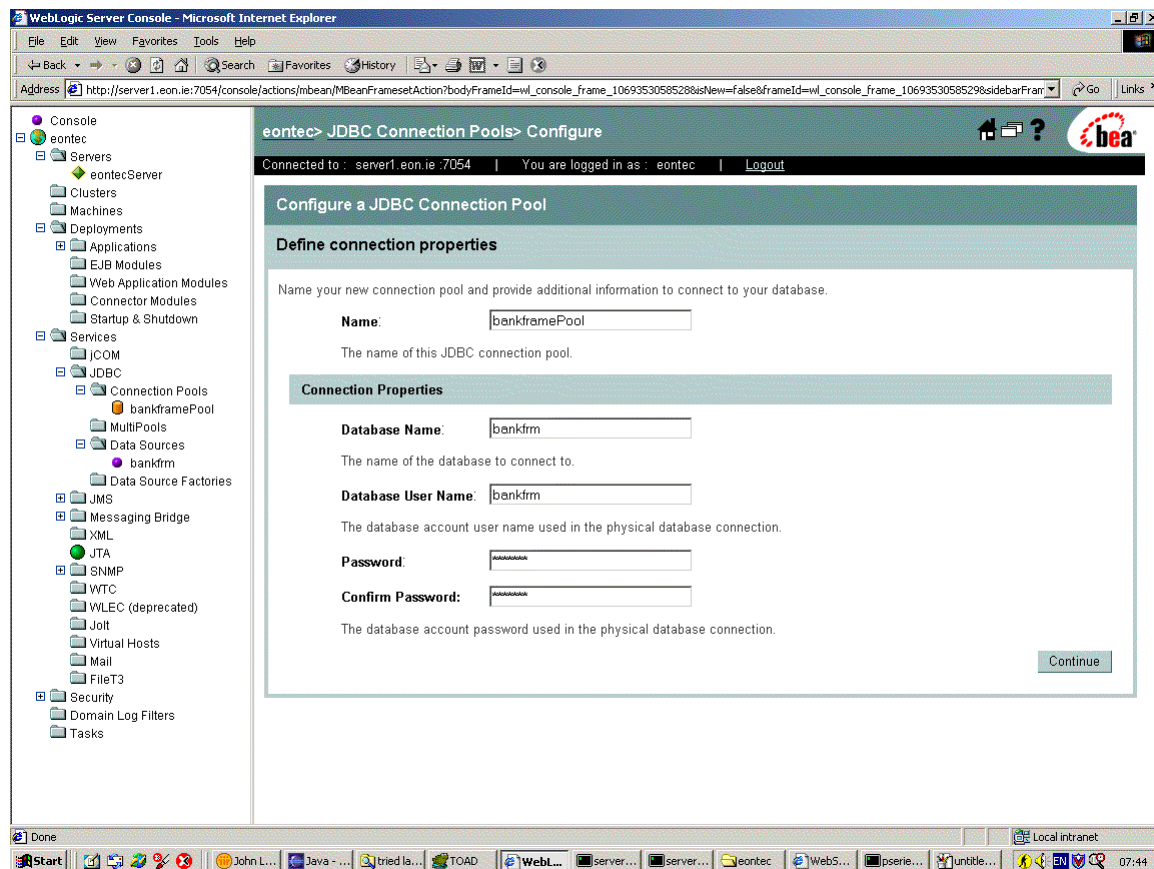 WebLogic Server Console - Microsoft Internet Explorer
File Edit View Favorites Tools Help
Back Search Favorites History
Address http://server1.eon.ie:7054/console/actions/mbean/MBeanFramesetAction?bodyFrameId=wl_console_frame_1069353058528&isNew=false&frameId=wl_console_frame_1069353058529&sidebarFram Go Links
Console
eontec
Servers
eontecServer
Clusters
Machines
Deployments
Applications
EJB Modules
Web Application Modules
Connector Modules
Startup & Shutdown
Services
jCOM
JDBC
Connection Pools
bankframePool
MultiPools
Data Sources
bankfrm
Data Source Factories
JMS
Messaging Bridge
XML
JTA
SNMP
WTC
WLEC (deprecated)
Jolt
Virtual Hosts
Mail
FileT3
Security
Domain Log Filters
Tasks
eontec> JDBC Connection Pools> Configure
? bea
Connected to : server1.eon.ie :7054 | You are logged in as : eontec | Logout
Configure a JDBC Connection Pool
Define connection properties
Name your new connection pool and provide additional information to connect to your database.
Name: bankframePool
The name of this JDBC connection pool.
Connection Properties
Database Name: bankfrm
The name of the database to connect to.
Database User Name: bankfrm
The database account user name used in the physical database connection.
Password: *******
Confirm Password: *******
The database account password used in the physical database connection.
Continue
Done Local intranet
Start John L... Java - ... tried la... TOAD WebL... server... server... eontec WebS... pserie... untitle... EN 07:44